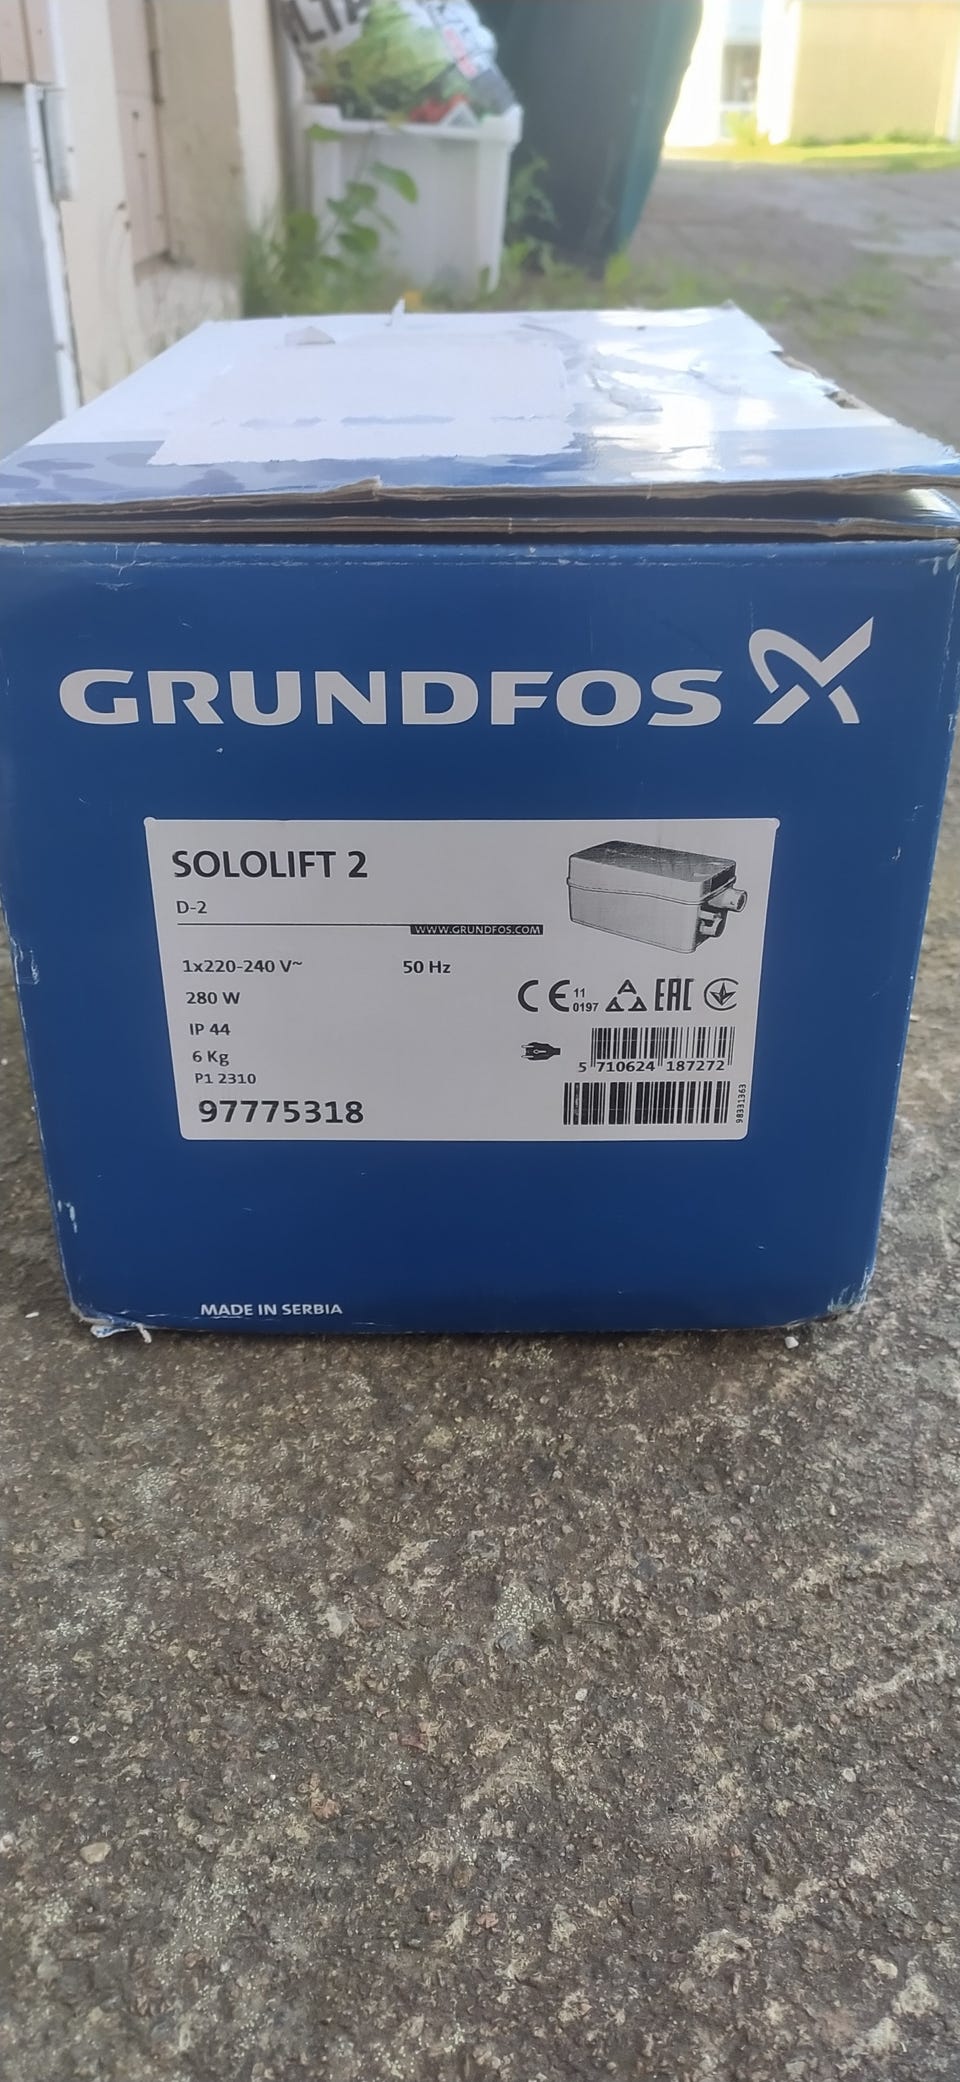 GRUNDFOS
SOLOLIFT 2
D-2
WWW.GRUNDFOS.COM
1x220-240 V~ 50 Hz
280 W
IP 44
6 Kg
P1 2310
97775318
CE 11 0197 EAC
5 710624 187272
98331363
MADE IN SERBIA